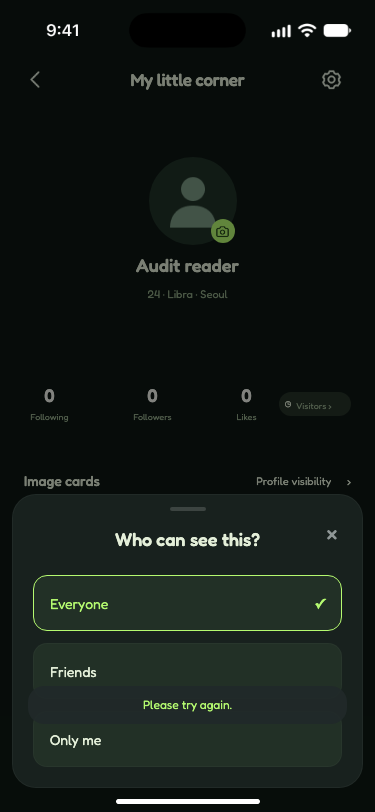 9:41
My little corner
Audit reader
24 · Libra · Seoul
0 0 0
Following Followers Likes
Visitors ›
Image cards Profile visibility ›
Who can see this?
Everyone ✓
Friends
Please try again.
Only me